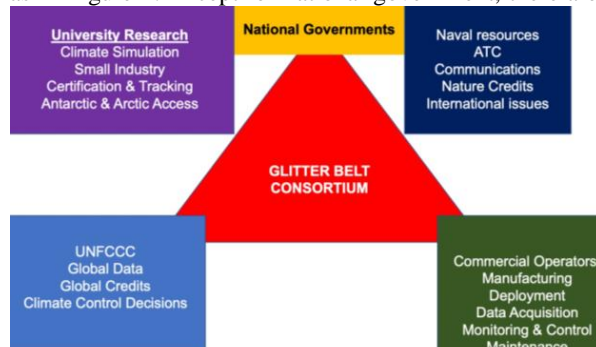 University Research
Climate Simulation
Small Industry
Certification & Tracking
Antarctic & Arctic Access
National Governments
Naval resources
ATC
Communications
Nature Credits
International issues
GLITTER BELT
CONSORTIUM
UNFCCC
Global Data
Global Credits
Climate Control Decisions
Commercial Operators
Manufacturing
Deployment
Data Acquisition
Monitoring & Control
Maintenance